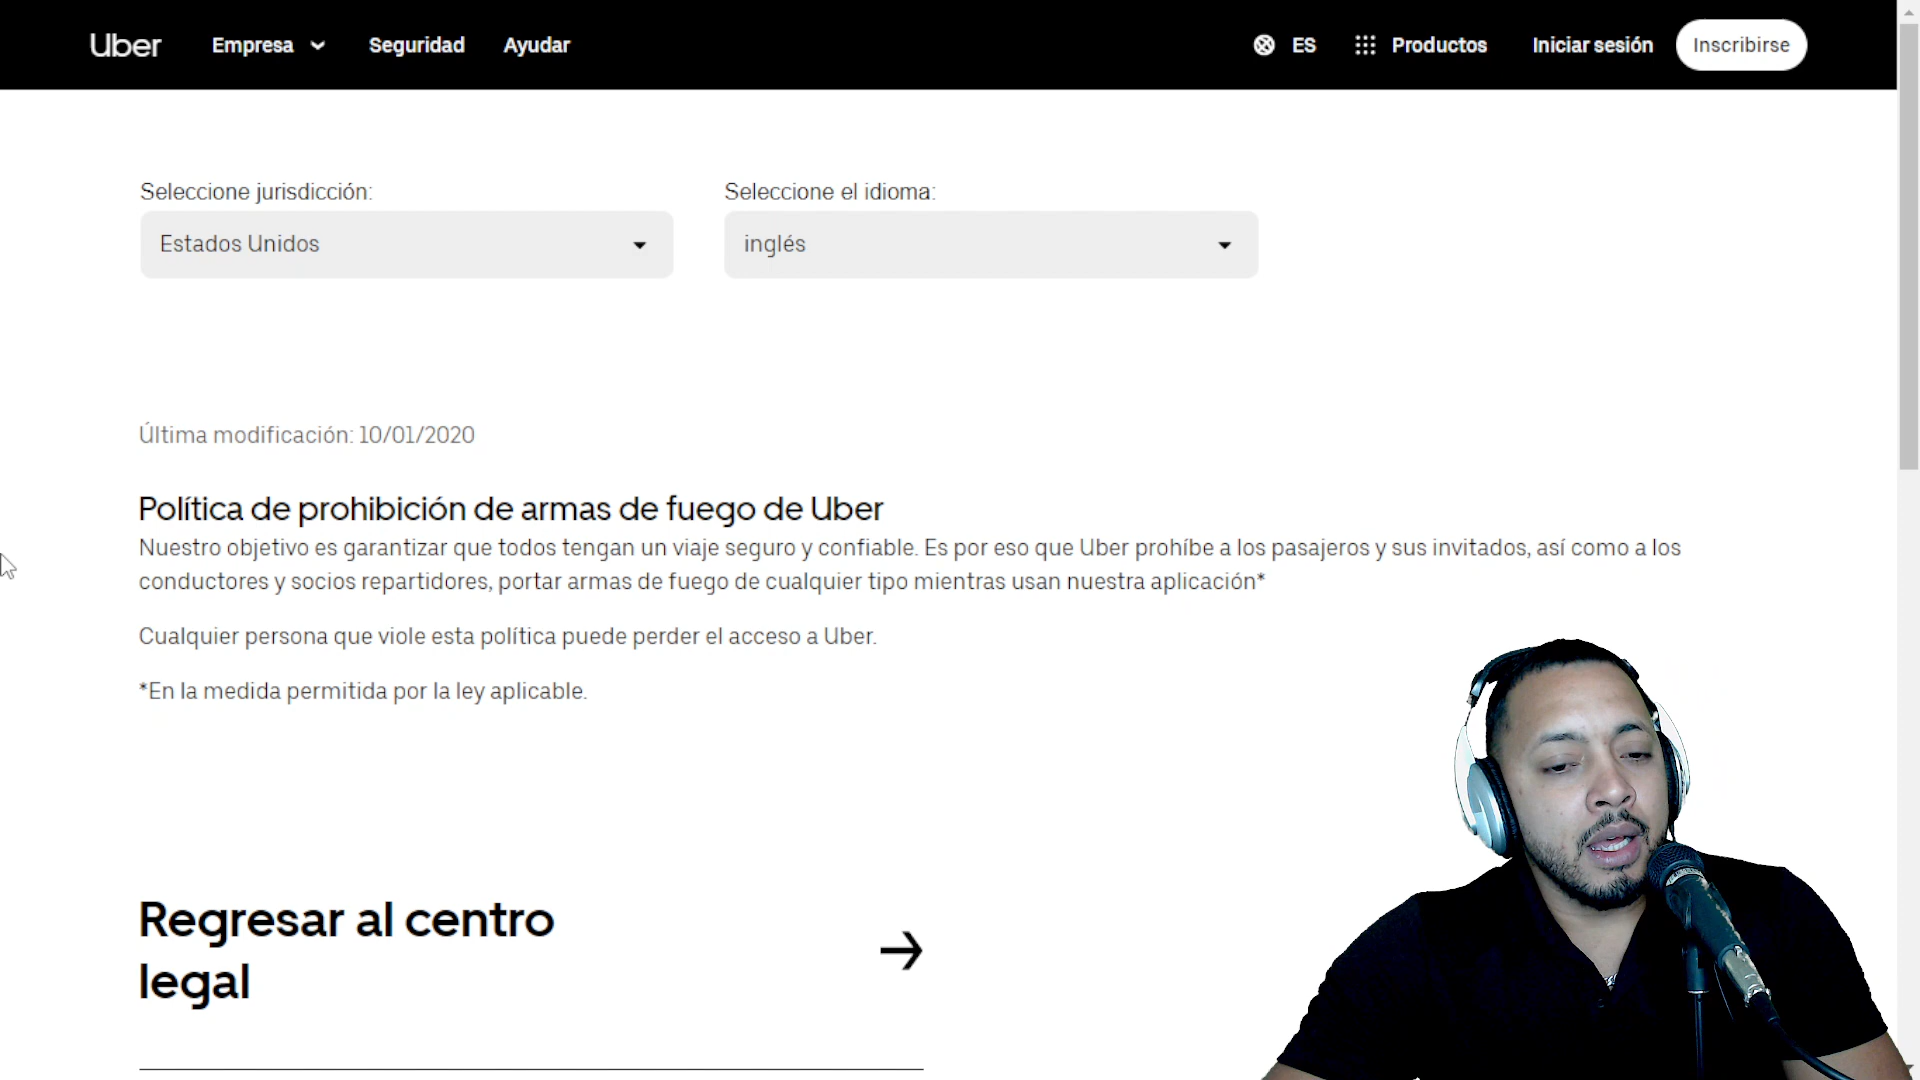 Uber Empresa Seguridad Ayudar ES Productos Iniciar sesión Inscribirse
Seleccione jurisdicción: Seleccione el idioma:
Estados Unidos inglés
Última modificación: 10/01/2020
Política de prohibición de armas de fuego de Uber
Nuestro objetivo es garantizar que todos tengan un viaje seguro y confiable. Es por eso que Uber prohíbe a los pasajeros y sus invitados, así como a los
conductores y socios repartidores, portar armas de fuego de cualquier tipo mientras usan nuestra aplicación*
Cualquier persona que viole esta política puede perder el acceso a Uber.
*En la medida permitida por la ley aplicable.
Regresar al centro
legal